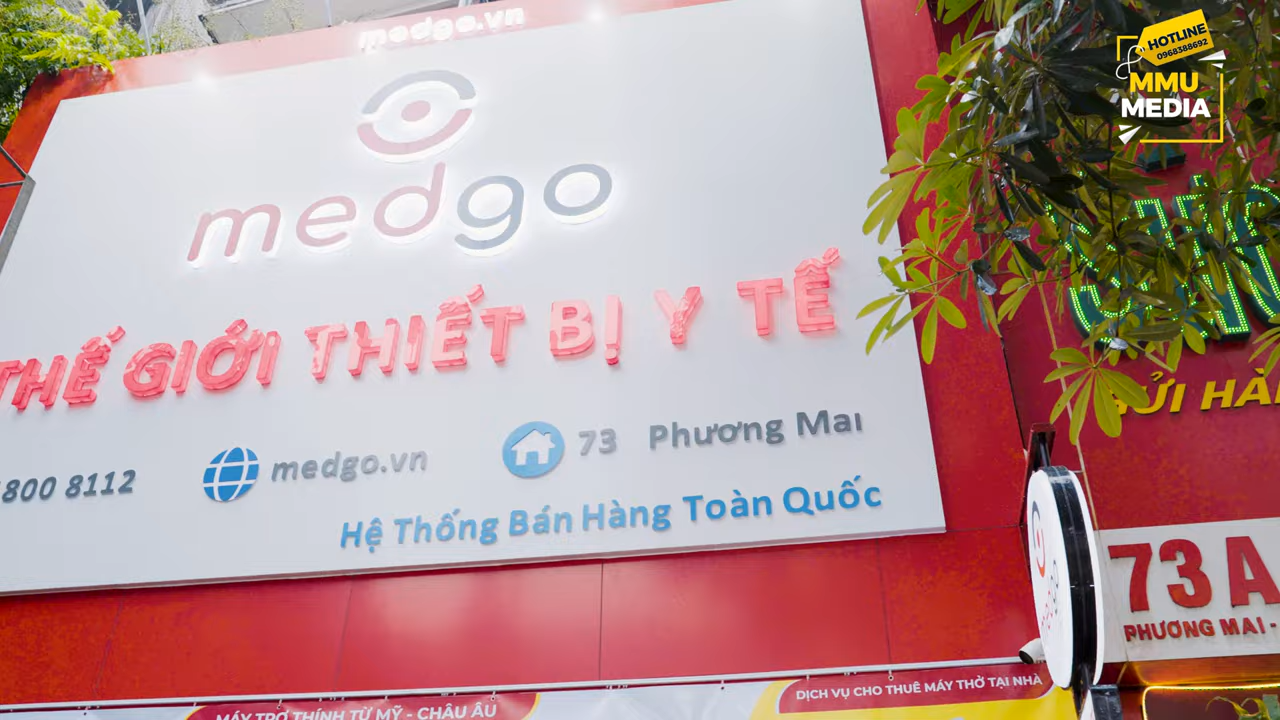 medgo.vn
HOTLINE
0968388692
MMU
MEDIA
medgo
THẾ GIỚI THIẾT BỊ Y TẾ
800 8112
medgo.vn
73 Phương Mai
Hệ Thống Bán Hàng Toàn Quốc
GỬI HÀ
73 A
PHƯƠNG MAI -
MÁY TRỢ THÍNH TỪ MỸ - CHÂU ÂU
DỊCH VỤ CHO THUÊ MÁY THỞ TẠI NHÀ